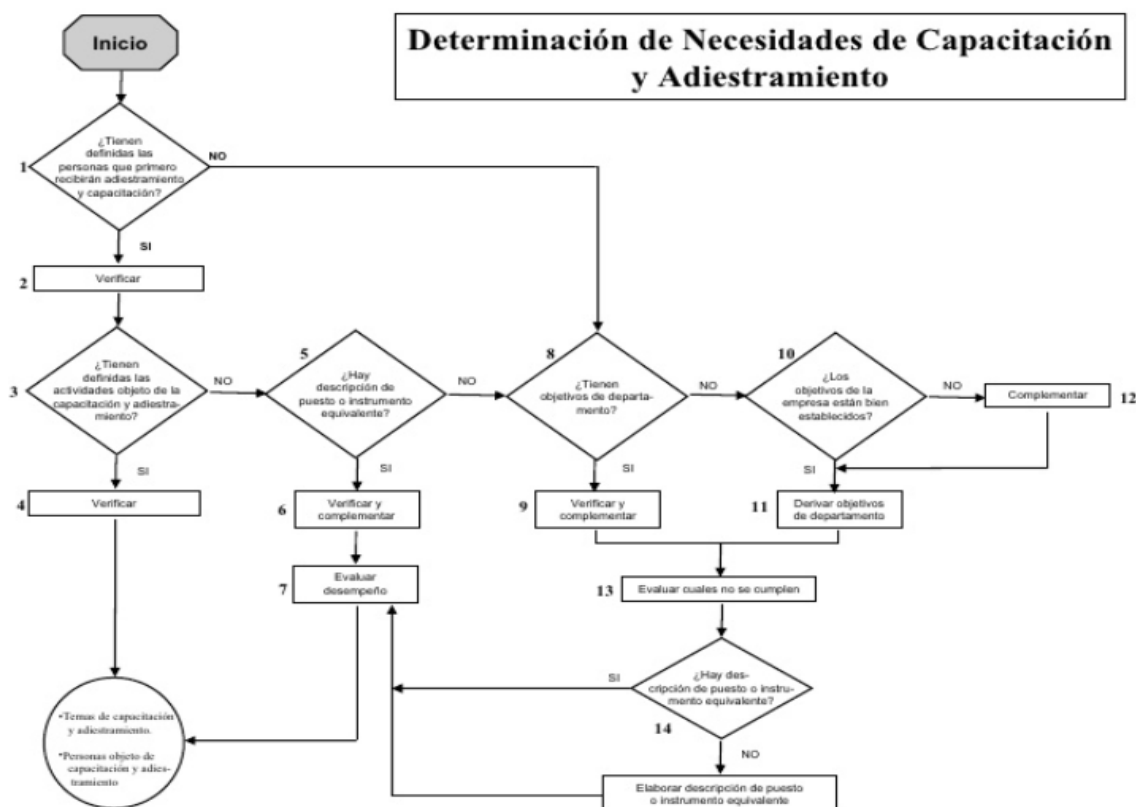 Inicio
Determinación de Necesidades de Capacitación
y Adiestramiento
1
¿Tienen
definidas las
personas que primero
recibirán adiestramiento
y capacitación?
NO
SI
2
Verificar
3
¿Tienen
definidas las
actividades objeto de la
capacitación y adiestra-
miento?
NO
SI
4
Verificar
5
¿Hay
descripción de
puesto o instrumento
equivalente?
NO
SI
6
Verificar y
complementar
7
Evaluar
desempeño
8
¿Tienen
objetivos de departa-
mento?
NO
SI
9
Verificar y
complementar
10
¿Los
objetivos de la
empresa están bien
establecidos?
NO
SI
Complementar
12
11
Derivar objetivos
de departamento
13
Evaluar cuales no se cumplen
¿Hay des-
cripción de puesto o instru-
mento equivalente?
14
SI
NO
Elaborar descripción de puesto
o instrumento equivalente
•Temas de capacitación
y adiestramiento.
•Personas objeto de
capacitación y adies-
tramiento